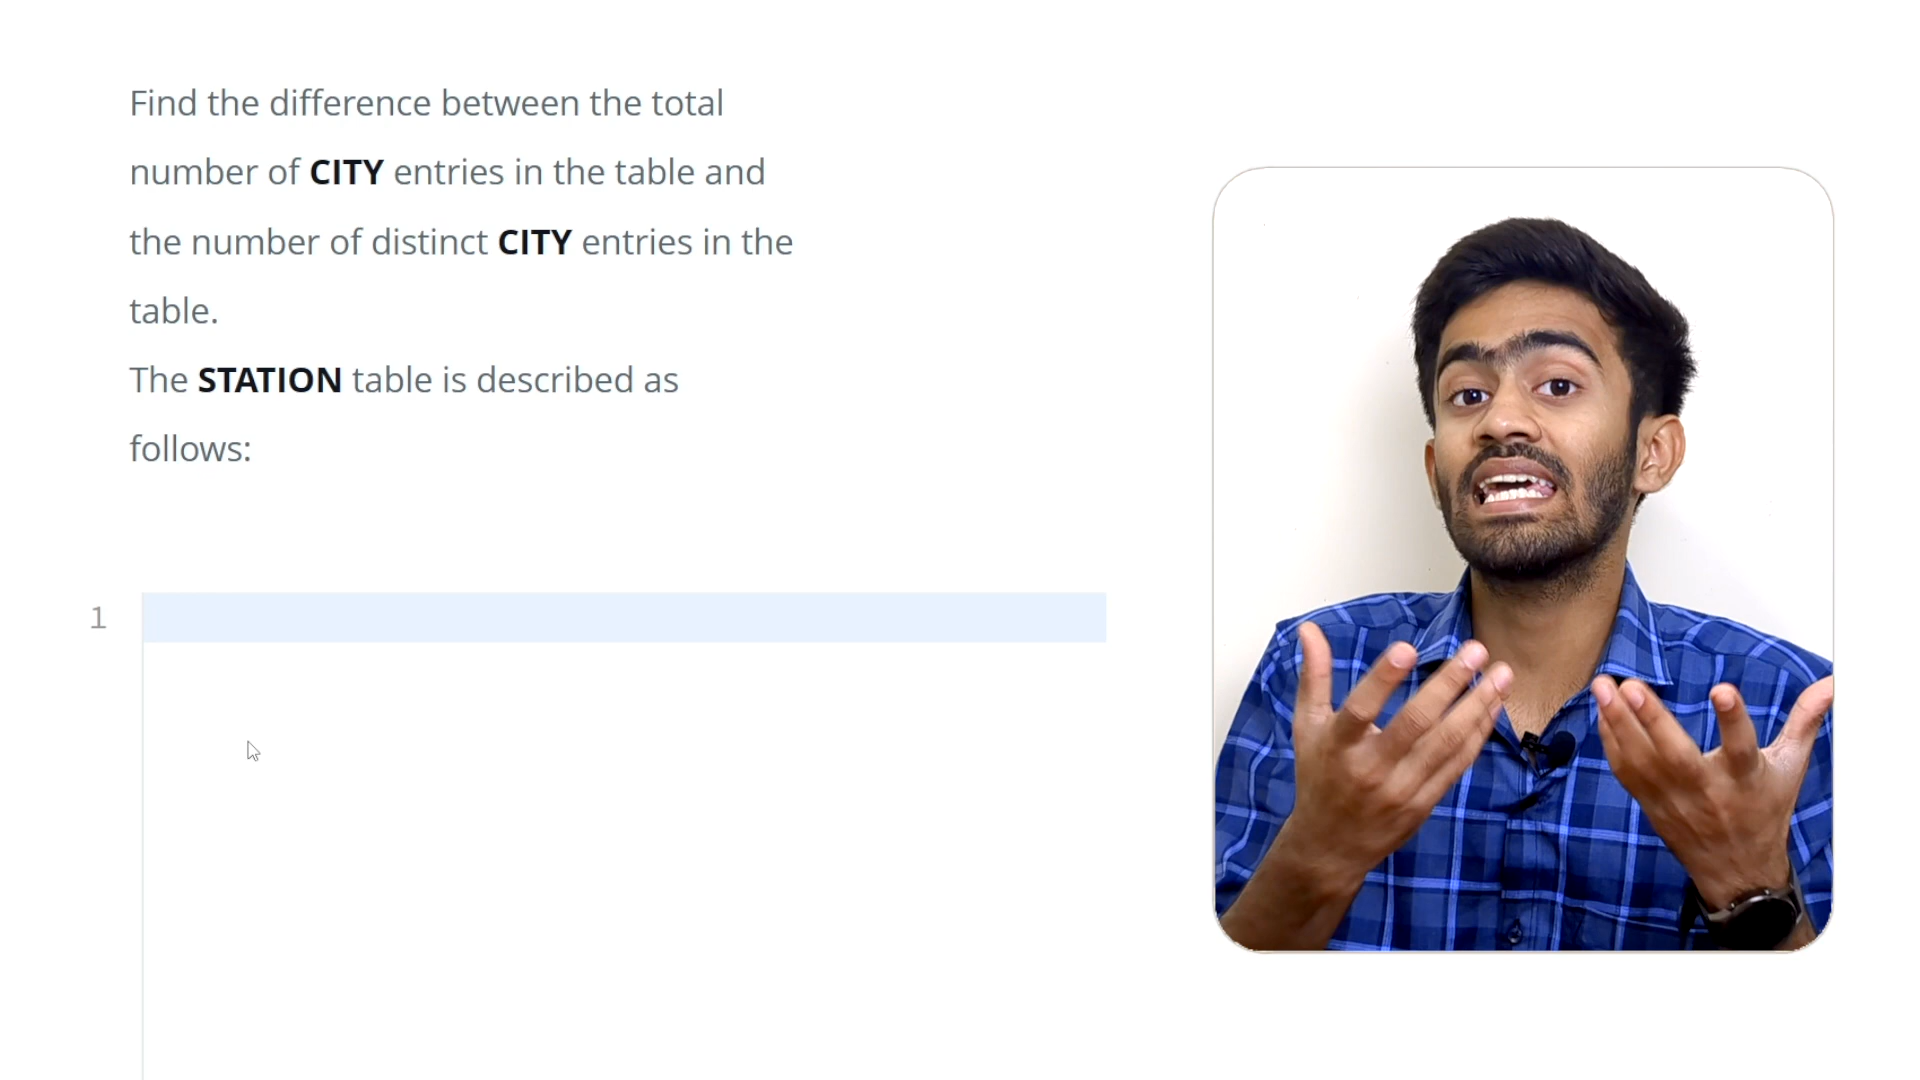 Find the difference between the total
number of CITY entries in the table and
the number of distinct CITY entries in the
table.
The STATION table is described as
follows:
1